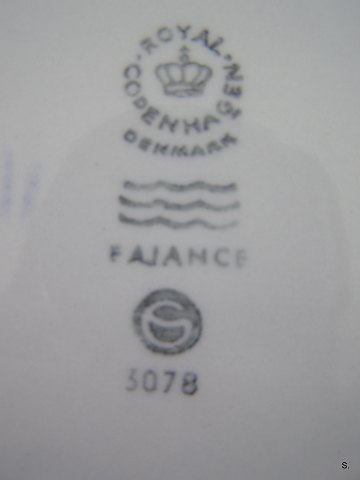 ROYAL
COPENHAGEN
DENMARK
FAJANCE
S
3078
S.